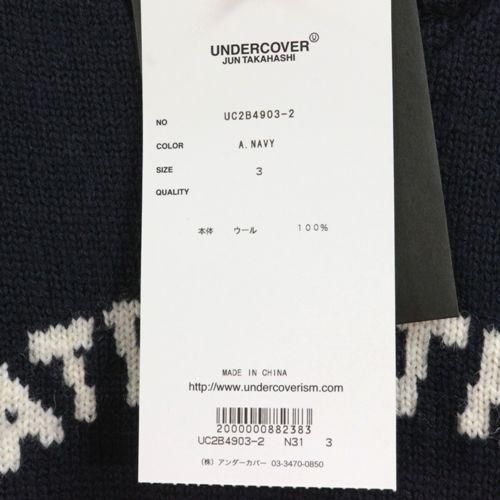 UNDERCOVER Ⓤ
JUN TAKAHASHI
NO UC2B4903-2
COLOR A.NAVY
SIZE 3
QUALITY
本体 ウール 100%
MADE IN CHINA
http://www.undercoverism.com
2000000882383
UC2B4903-2 N31 3
(株) アンダーカバー 03-3470-0850